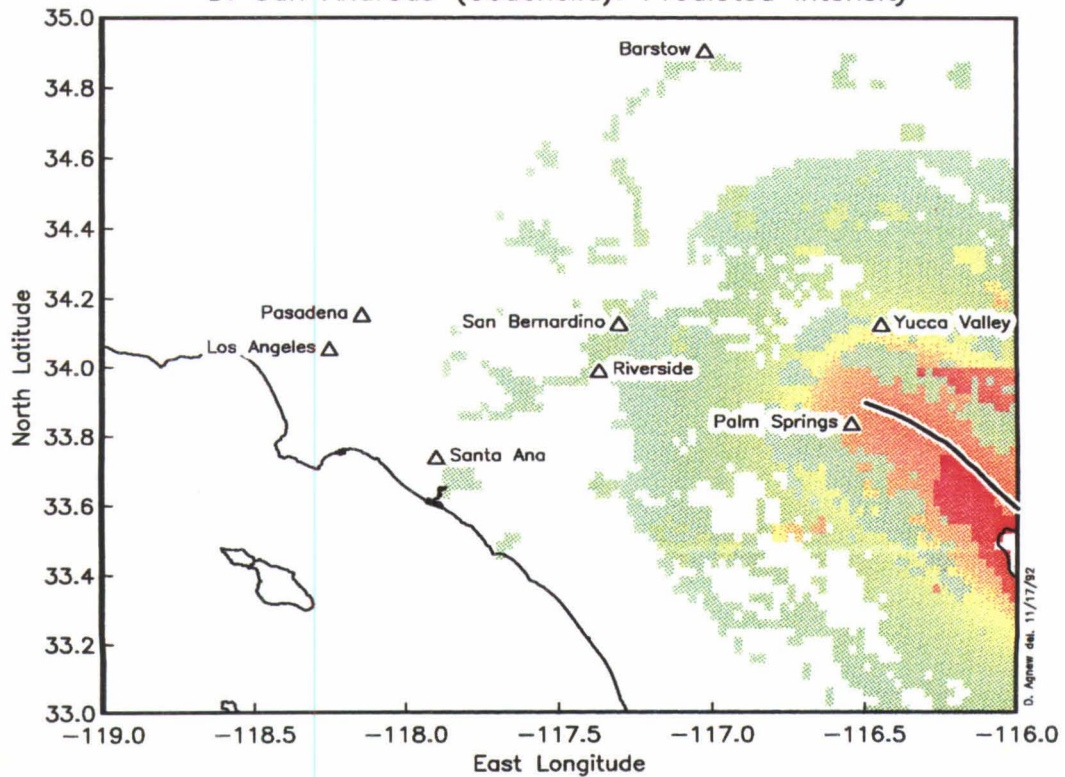 35.0
34.8
34.6
34.4
34.2
34.0
33.8
33.6
33.4
33.2
33.0
North Latitude
Barstow
Pasadena
San Bernardino
Yucca Valley
Los Angeles
Riverside
Palm Springs
Santa Ana
D. Agnew del. 11/17/92
-119.0 -118.5 -118.0 -117.5 -117.0 -116.5 -116.0
East Longitude